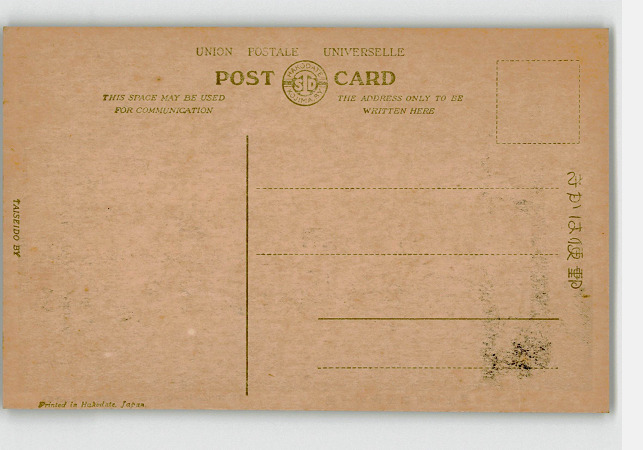 UNION POSTALE UNIVERSELLE
POST CARD
HAKODATE
THIS SPACE MAY BE USED
FOR COMMUNICATION
THE ADDRESS ONLY TO BE
WRITTEN HERE
きかは便郵
TAISEIDO BY
Printed in Hakodate, Japan.